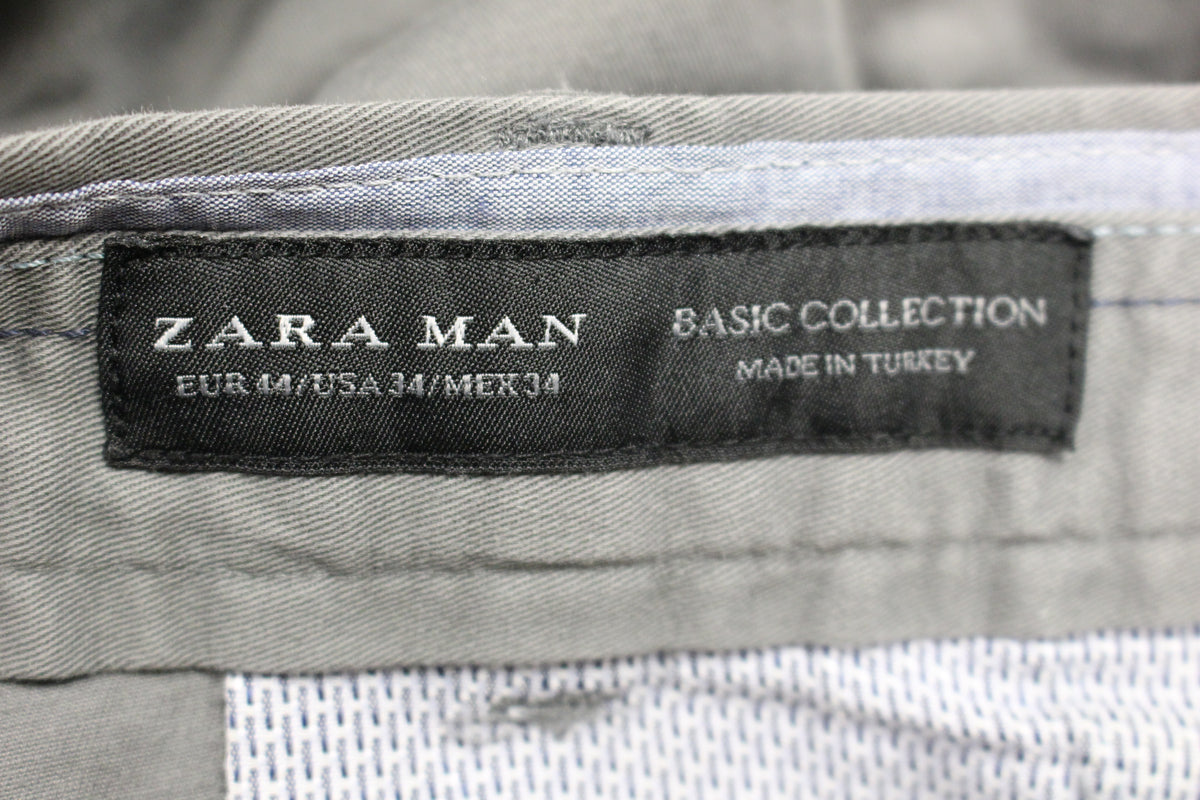 ZARA MAN
EUR 44/USA 34/MEX 34
BASIC COLLECTION
MADE IN TURKEY